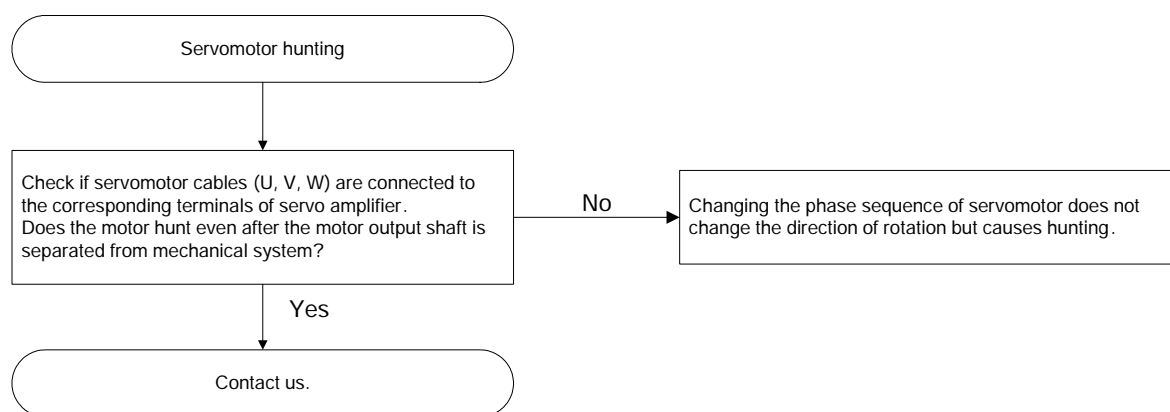 Servomotor hunting
Check if servomotor cables (U, V, W) are connected to
the corresponding terminals of servo amplifier.
Does the motor hunt even after the motor output shaft is
separated from mechanical system?
No
Changing the phase sequence of servomotor does not
change the direction of rotation but causes hunting.
Yes
Contact us.